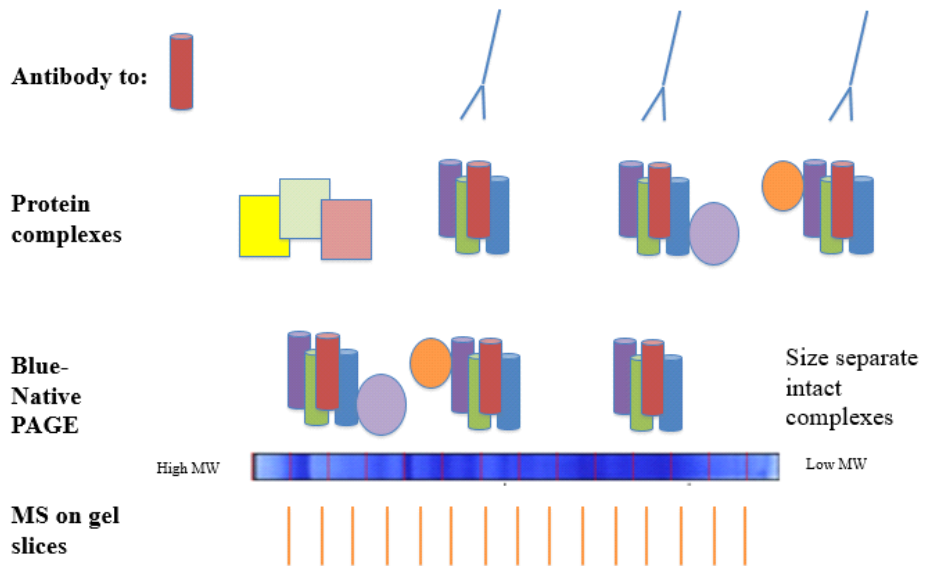 Antibody to:
Protein
complexes
Blue-
Native
PAGE
Size separate
intact
complexes
High MW
Low MW
MS on gel
slices